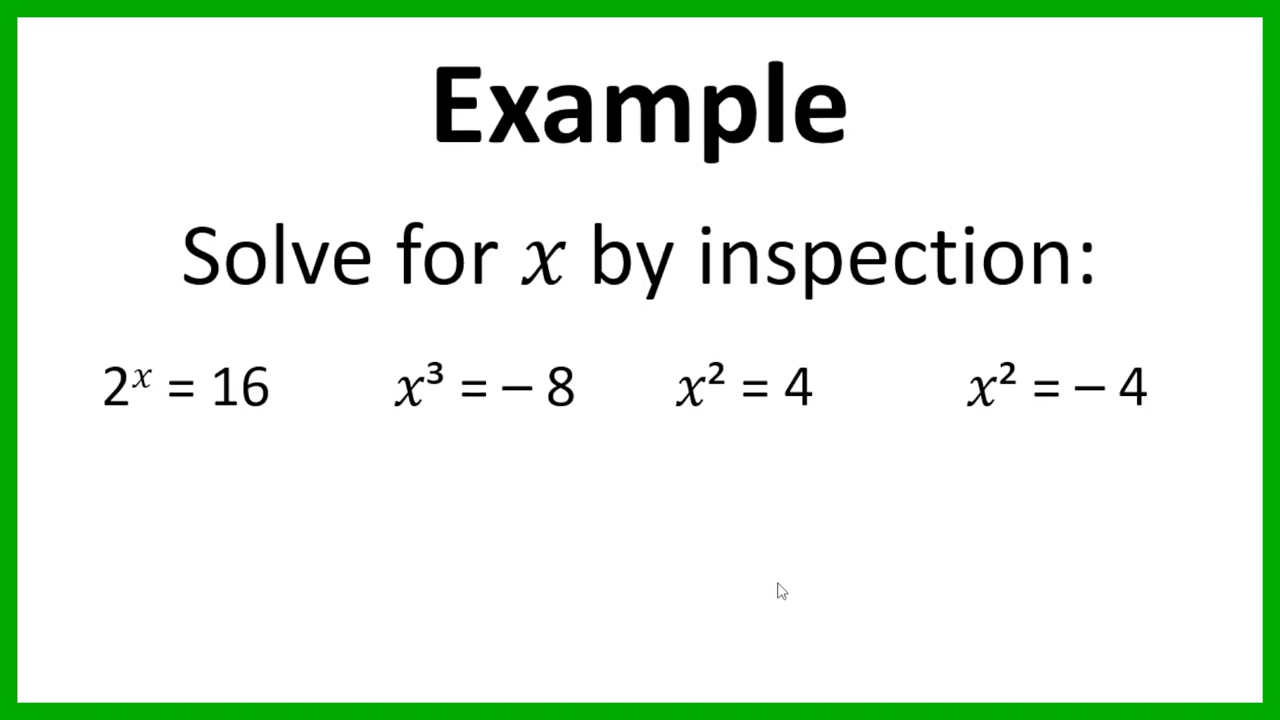 Example
Solve for x by inspection:
2ˣ = 16 x³ = – 8 x² = 4 x² = – 4